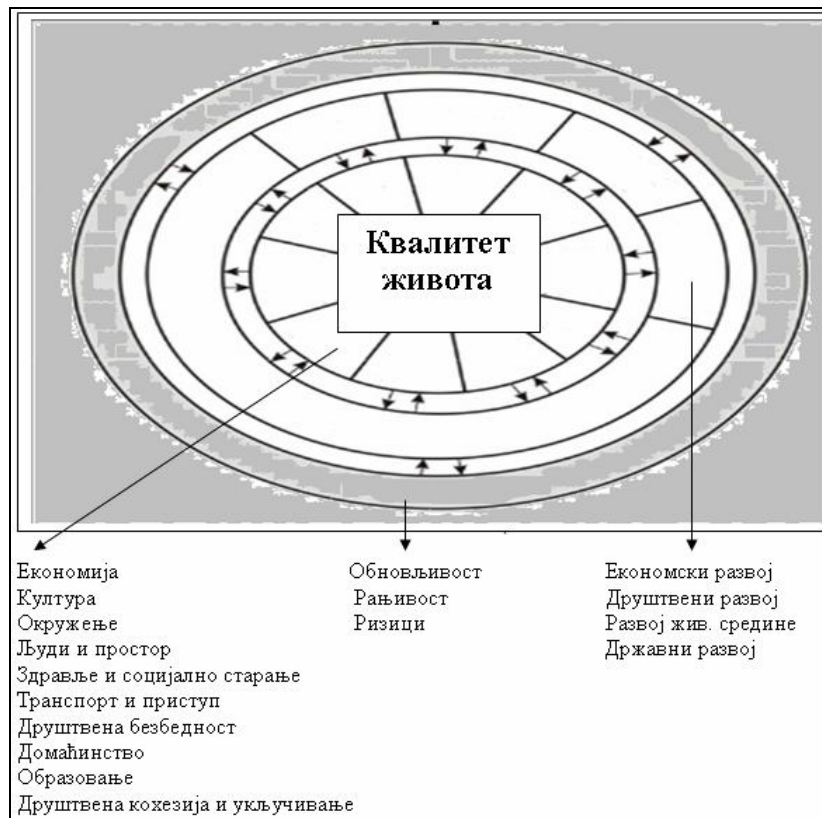 Квалитет
живота
Економија
Култура
Окружење
Људи и простор
Здравље и социјално старање
Транспорт и приступ
Друштвена безбедност
Домаћинство
Образовање
Друштвена кохезија и укључивање
Обновљивост
Рањивост
Ризици
Економски развој
Друштвени развој
Развој жив. средине
Државни развој